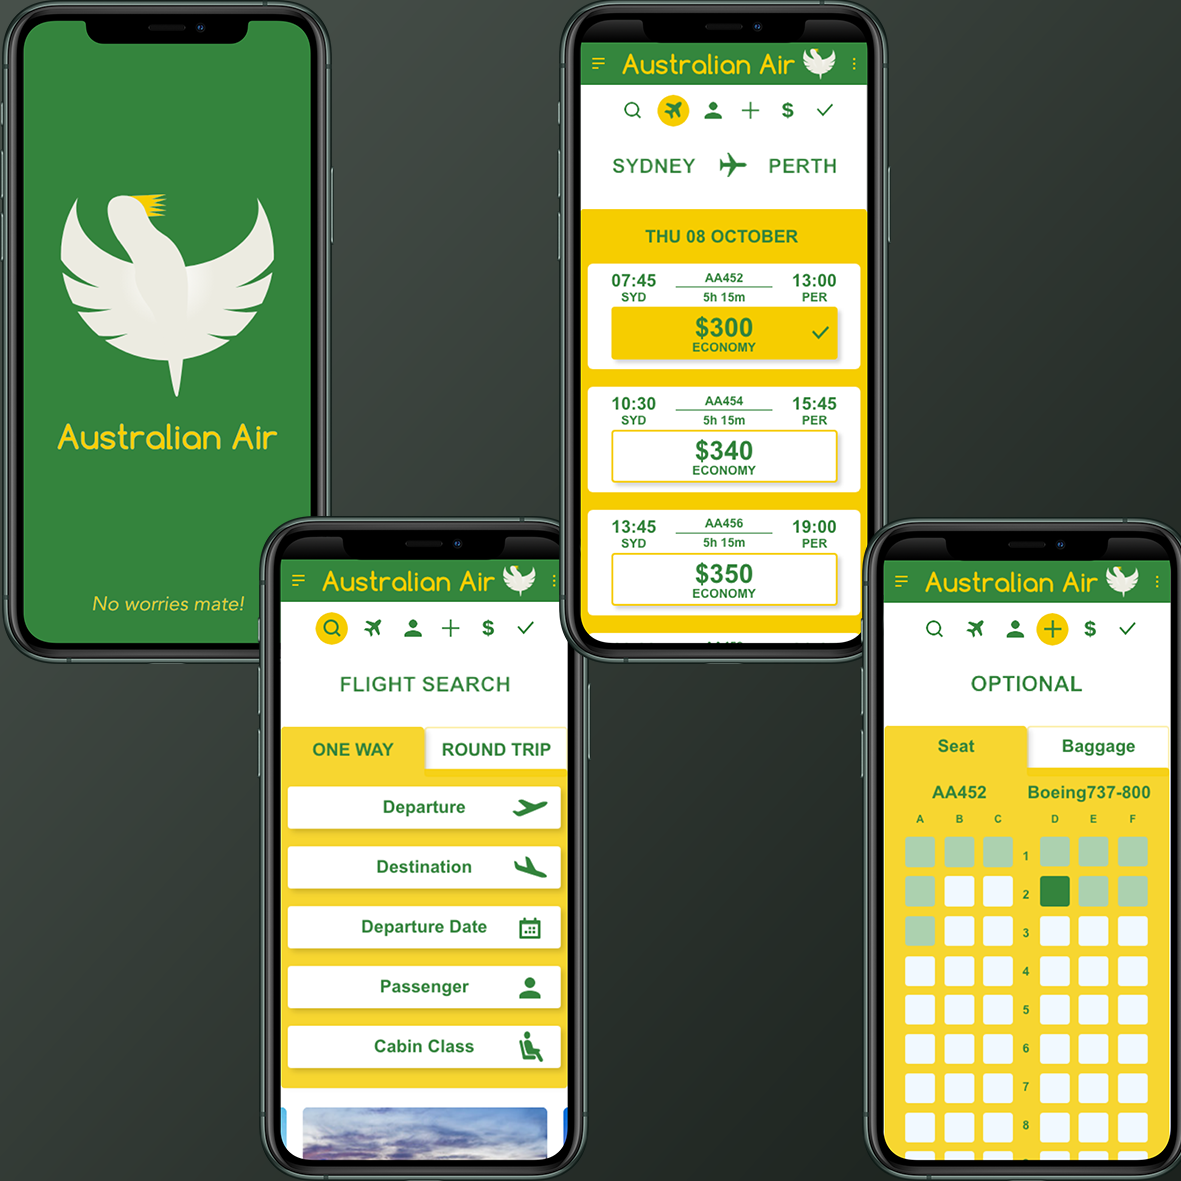 Australian Air
No worries mate!
Australian Air
SYDNEY PERTH
THU 08 OCTOBER
07:45 AA452 13:00
SYD 5h 15m PER
$300
ECONOMY
10:30 AA454 15:45
SYD 5h 15m PER
$340
ECONOMY
13:45 AA456 19:00
SYD 5h 15m PER
$350
ECONOMY
Australian Air
$
FLIGHT SEARCH
ONE WAY ROUND TRIP
Departure
Destination
Departure Date
Passenger
Cabin Class
Australian Air
$
OPTIONAL
Seat Baggage
AA452 Boeing737-800
A B C D E F
1
2
3
4
5
6
7
8